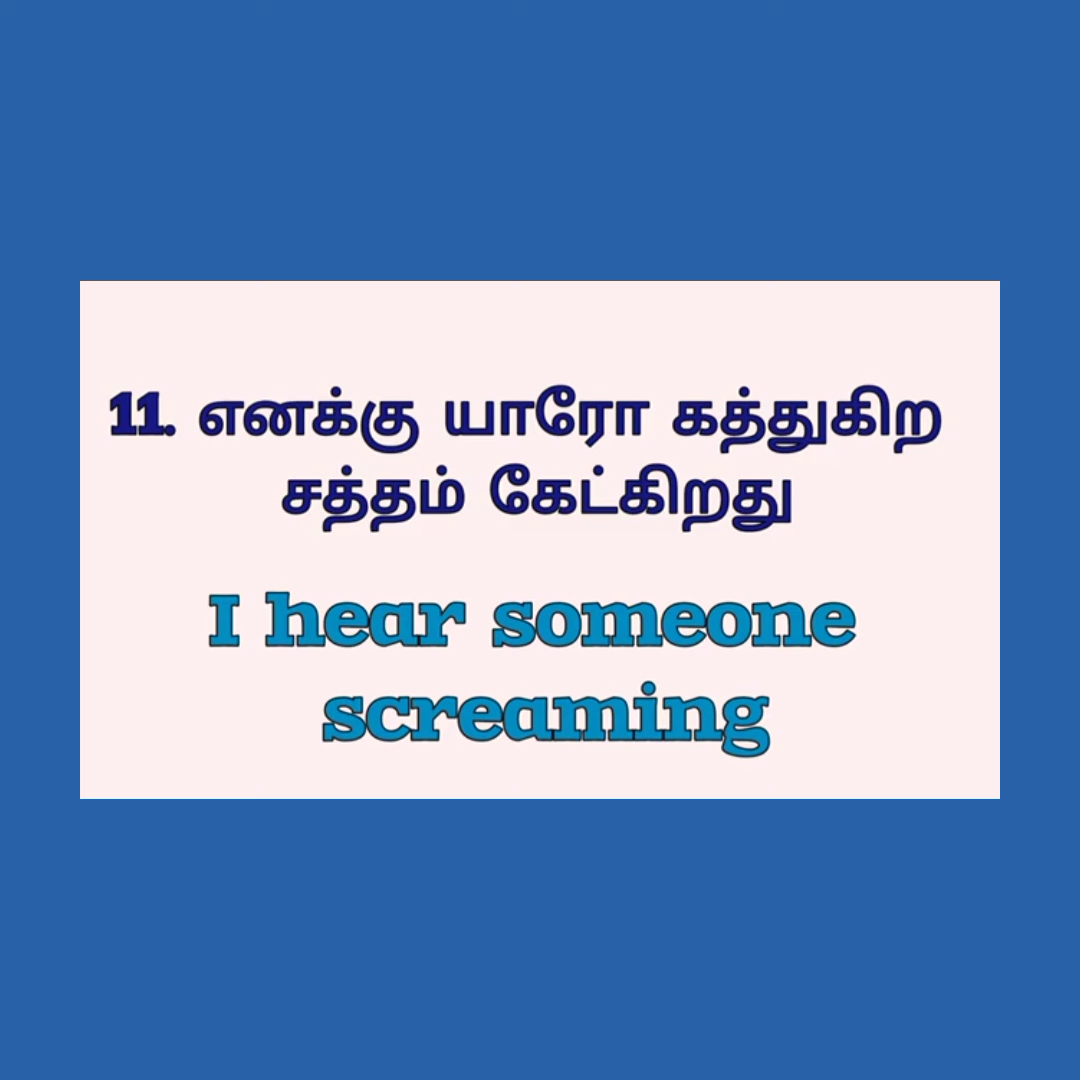 11. எனக்கு யாரோ கத்துகிற
சத்தம் கேட்கிறது
I hear someone
screaming